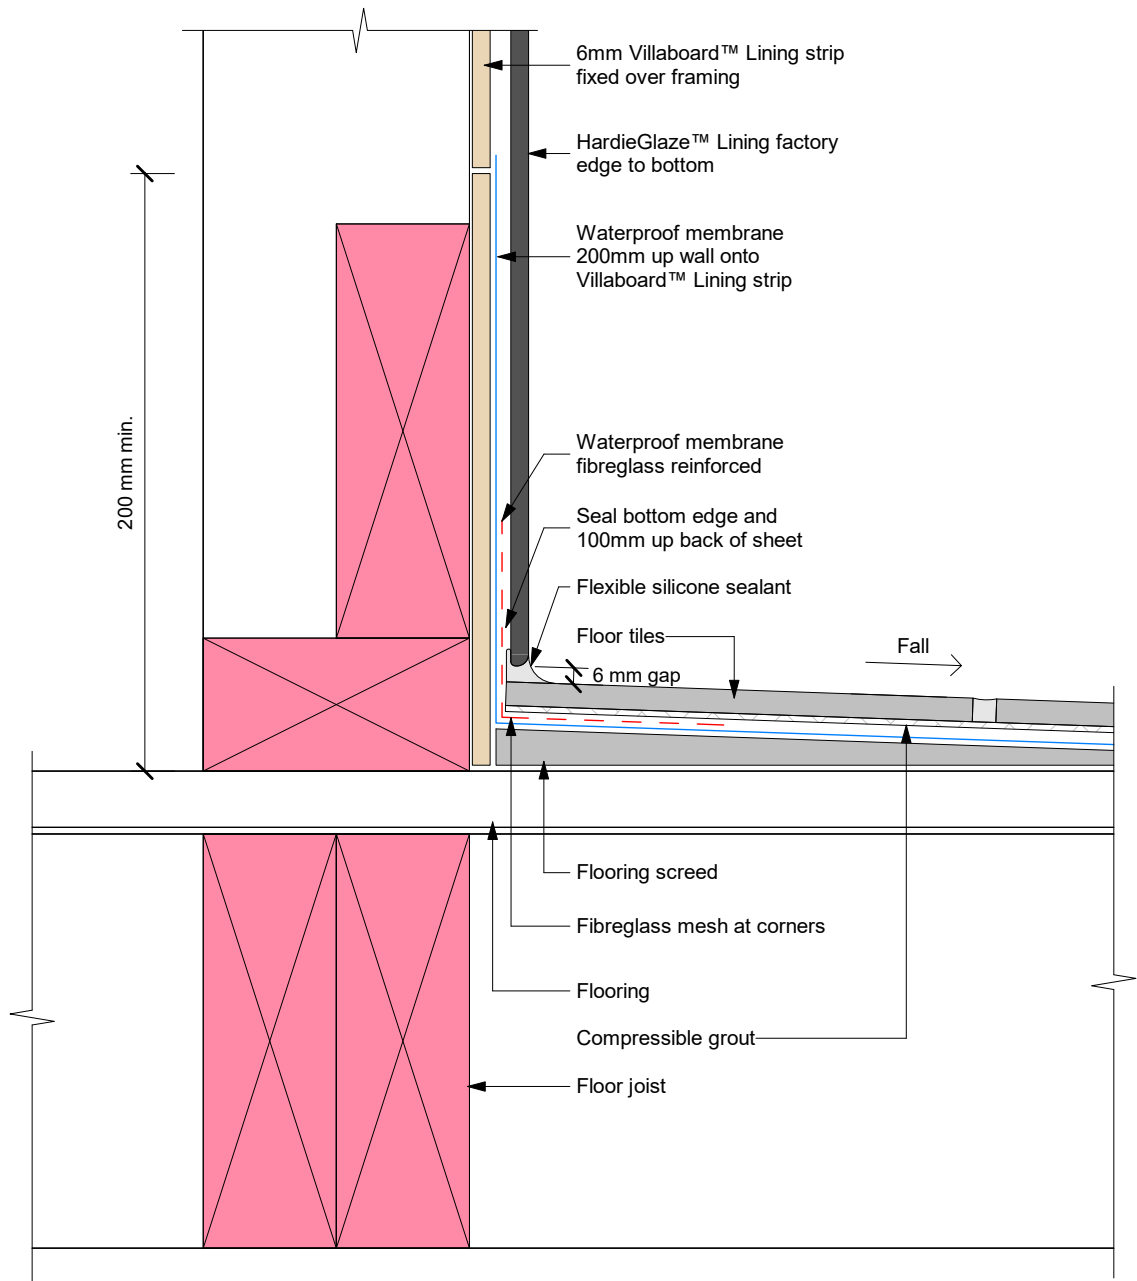 6mm Villaboard™ Lining strip
fixed over framing
HardieGlaze™ Lining factory
edge to bottom
Waterproof membrane
200mm up wall onto
Villaboard™ Lining strip
200 mm min.
Waterproof membrane
fibreglass reinforced
Seal bottom edge and
100mm up back of sheet
Flexible silicone sealant
Floor tiles
Fall
6 mm gap
Flooring screed
Fibreglass mesh at corners
Flooring
Compressible grout
Floor joist